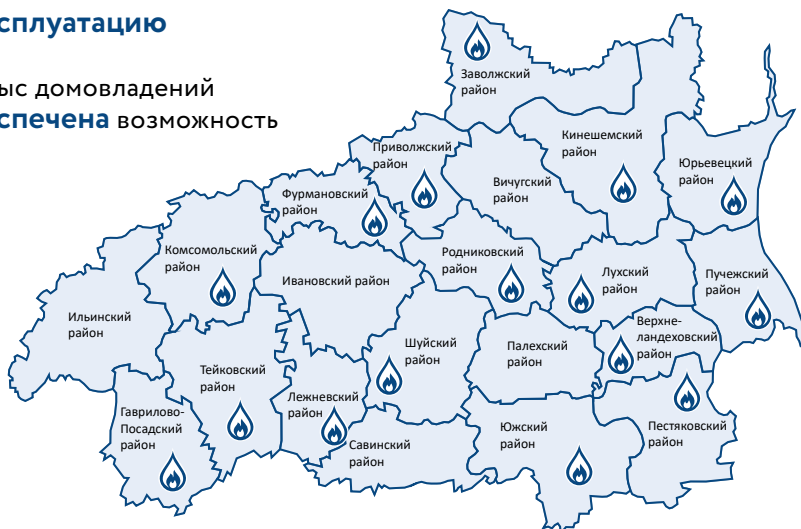 сплуатацию
ыс домовладений
спечена возможность
Заволжский
район
Кинешемский
район
Приволжский
район
Юрьевецкий
район
Вичугский
район
Фурмановский
район
Комсомольский
район
Родниковский
район
Ивановский район
Лухский
район
Пучежский
район
Ильинский
район
Верхне-
ландеховский
район
Шуйский
район
Палехский
район
Тейковский
район
Лежневский
район
Гаврилово-
Посадский
район
Южский
район
Пестяковский
район
Савинский
район